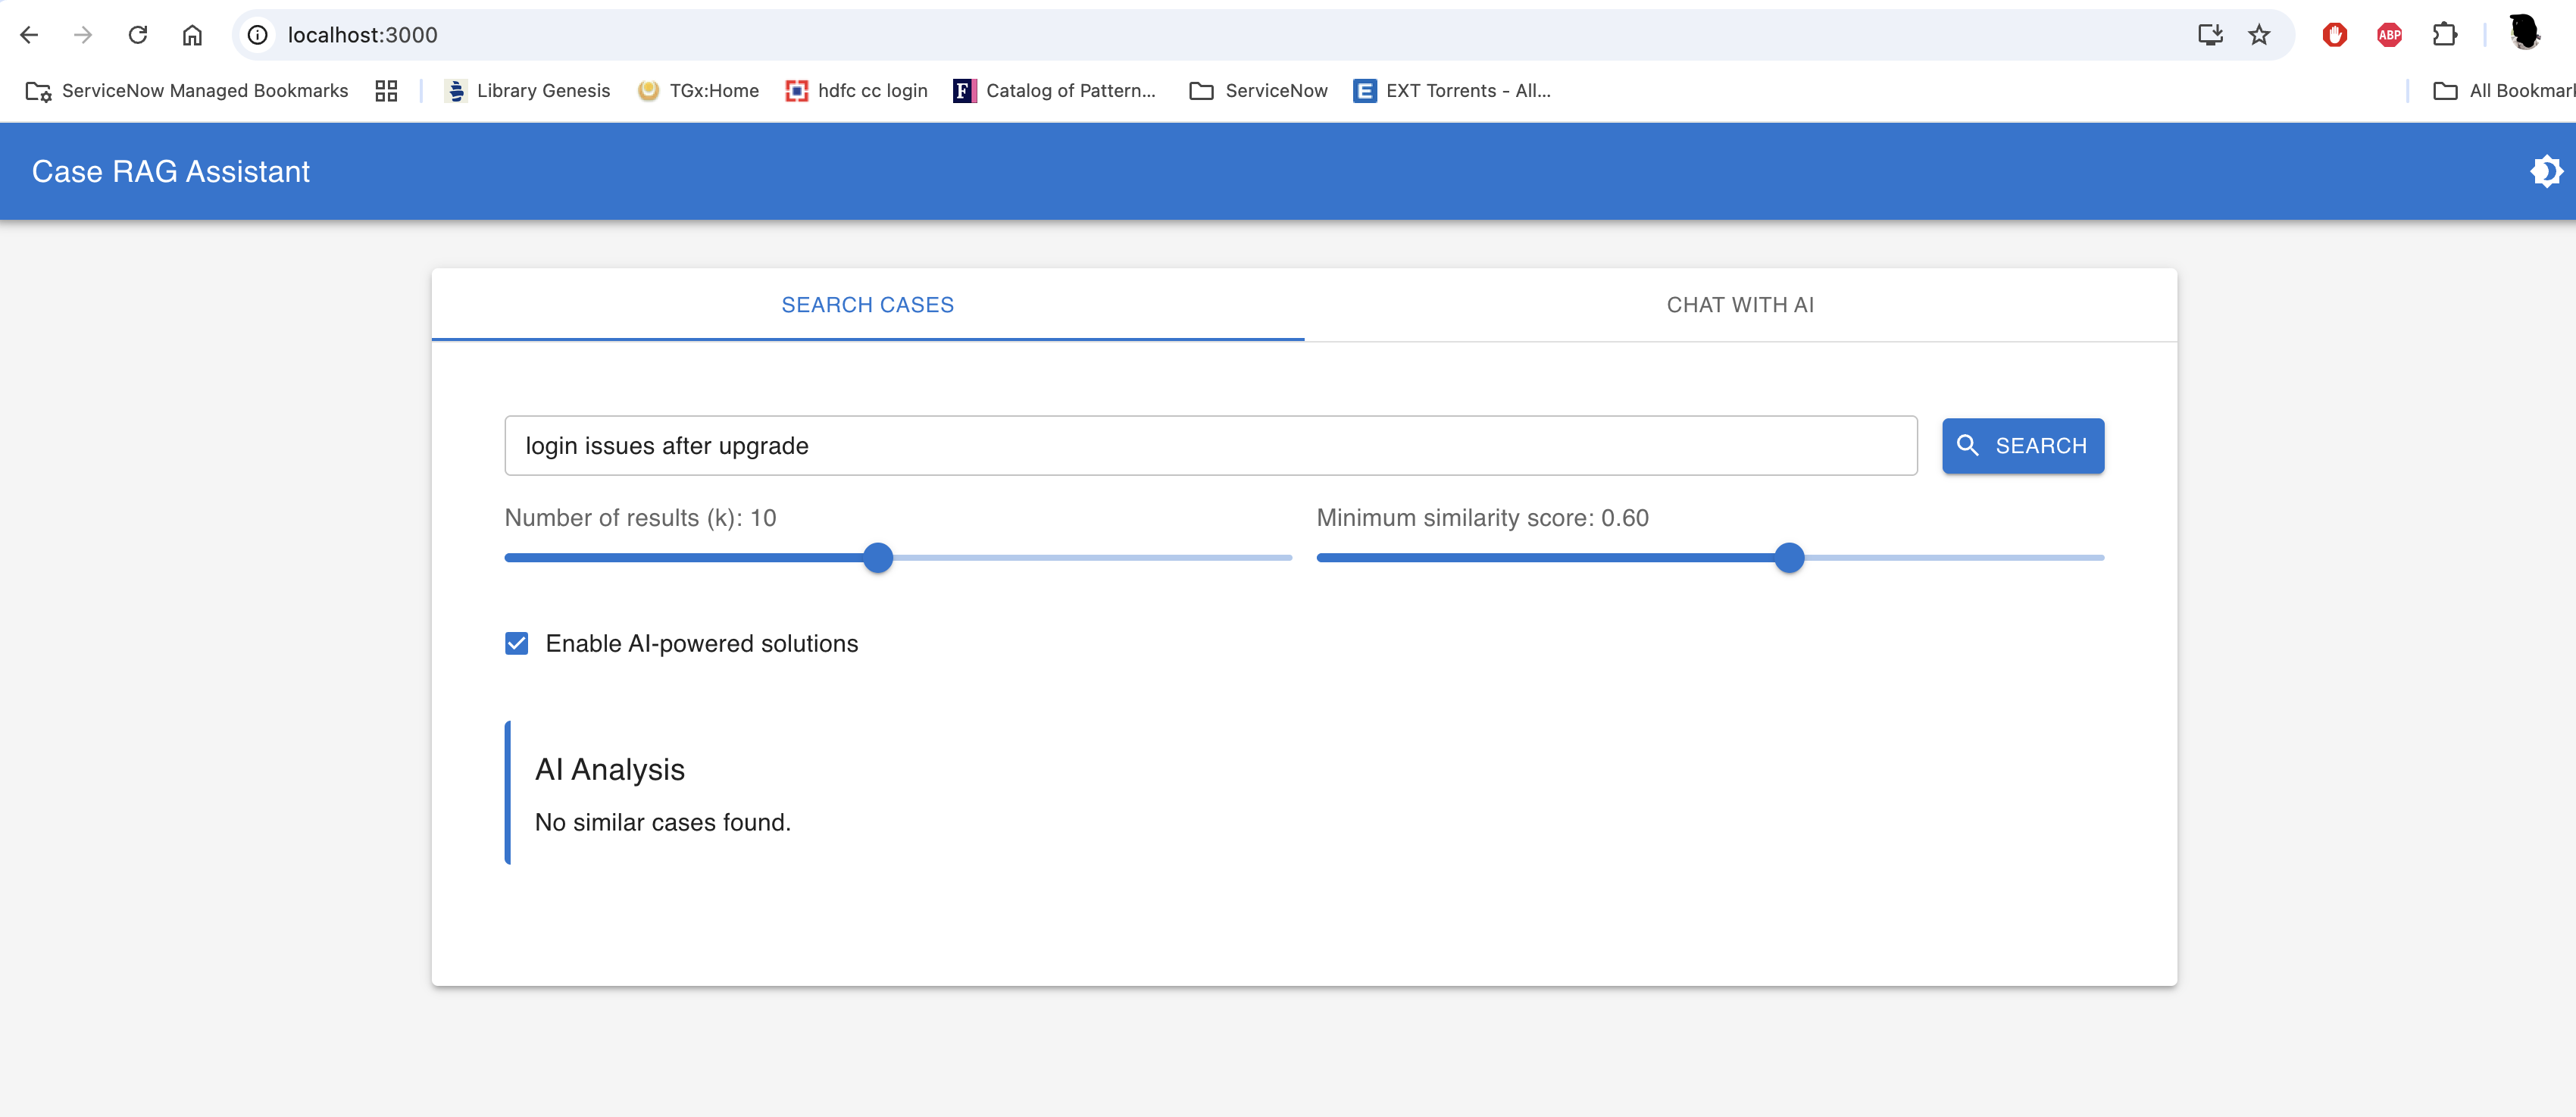 localhost:3000
ABP
ServiceNow Managed Bookmarks
Library Genesis
TGx:Home
hdfc cc login
F
Catalog of Pattern...
ServiceNow
E
EXT Torrents - All...
All Bookmark
Case RAG Assistant
SEARCH CASES
CHAT WITH AI
login issues after upgrade
SEARCH
Number of results (k): 10
Minimum similarity score: 0.60
Enable AI-powered solutions
AI Analysis
No similar cases found.